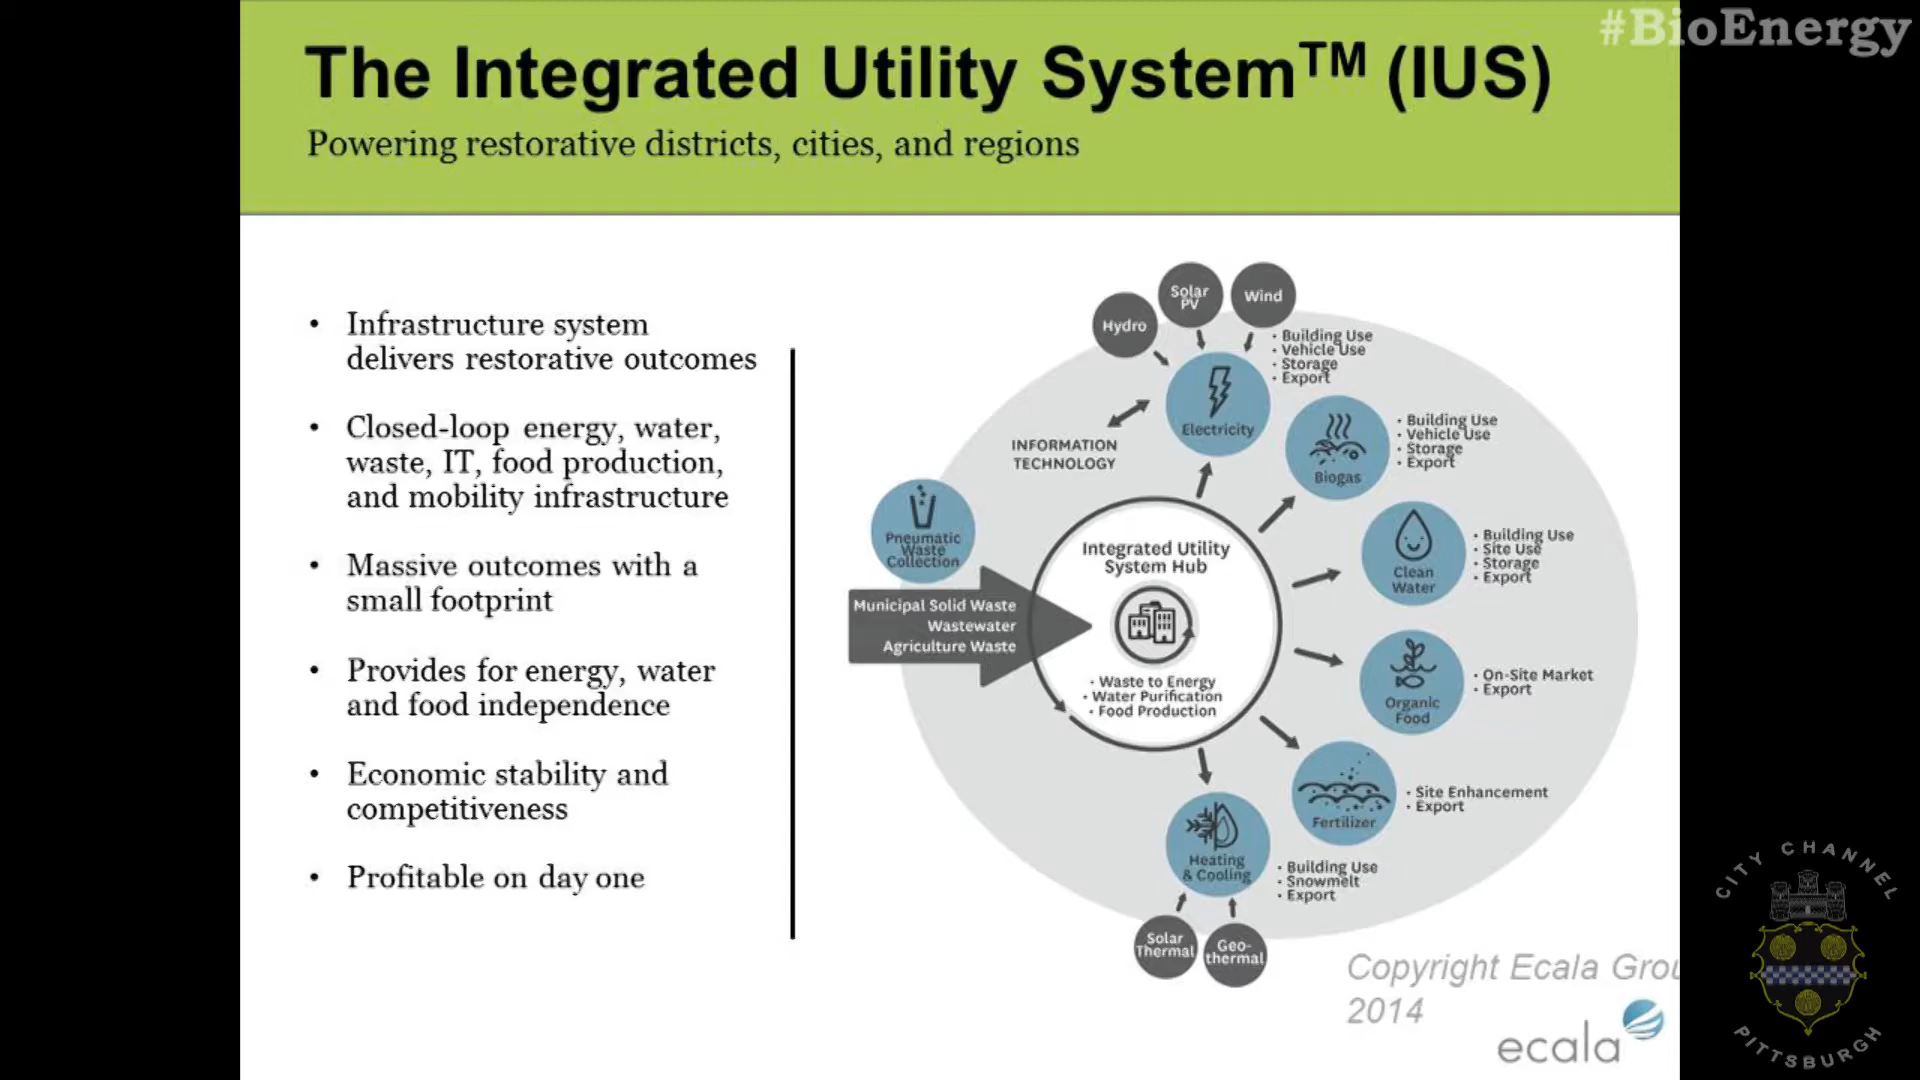 #BioEnergy
The Integrated Utility System™ (IUS)
Powering restorative districts, cities, and regions
• Infrastructure system
delivers restorative outcomes
• Closed-loop energy, water,
waste, IT, food production,
and mobility infrastructure
• Massive outcomes with a
small footprint
• Provides for energy, water
and food independence
• Economic stability and
competitiveness
• Profitable on day one
Hydro
Solar
PV
Wind
• Building Use
• Vehicle Use
• Storage
• Export
Electricity
INFORMATION
TECHNOLOGY
Biogas
• Building Use
• Vehicle Use
• Storage
• Export
Pneumatic
Waste
Collection
Municipal Solid Waste
Wastewater
Agriculture Waste
Integrated Utility
System Hub
• Waste to Energy
• Water Purification
• Food Production
Clean
Water
• Building Use
• Site Use
• Storage
• Export
Organic
Food
• On-Site Market
• Export
Fertilizer
• Site Enhancement
• Export
Heating
& Cooling
• Building Use
• Snowmelt
• Export
Solar
Thermal
Geo-
thermal
Copyright Ecala Grou
2014
ecala
CITY CHANNEL
PITTSBURGH